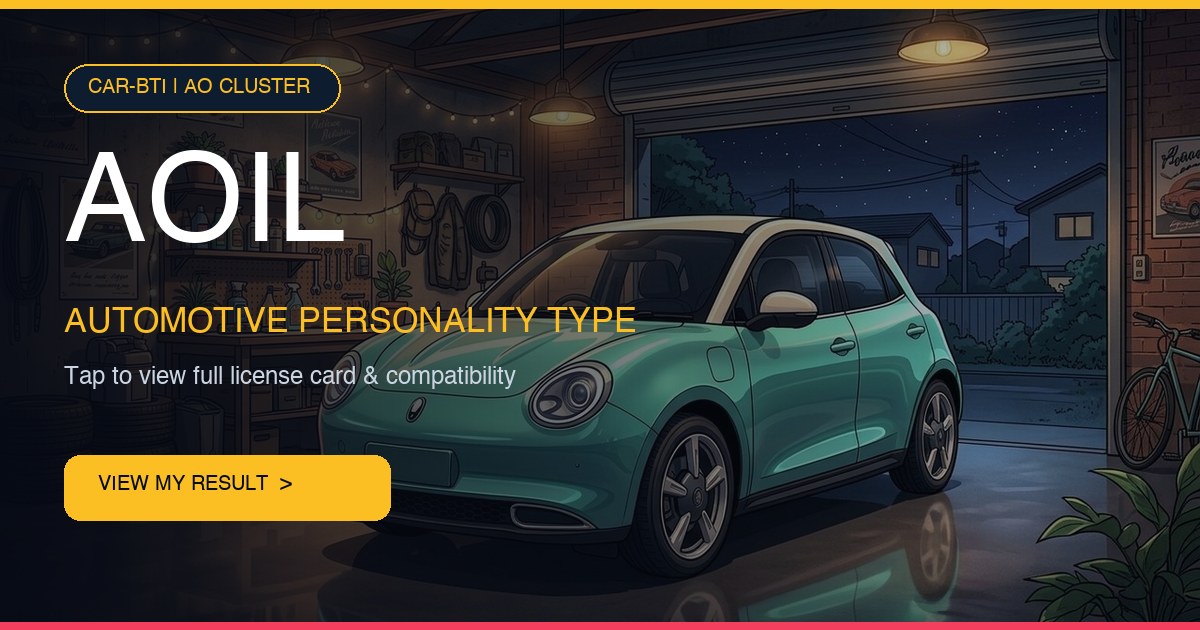 CAR-BTI | AO CLUSTER
AOIL
AUTOMOTIVE PERSONALITY TYPE
Tap to view full license card & compatibility
VIEW MY RESULT >